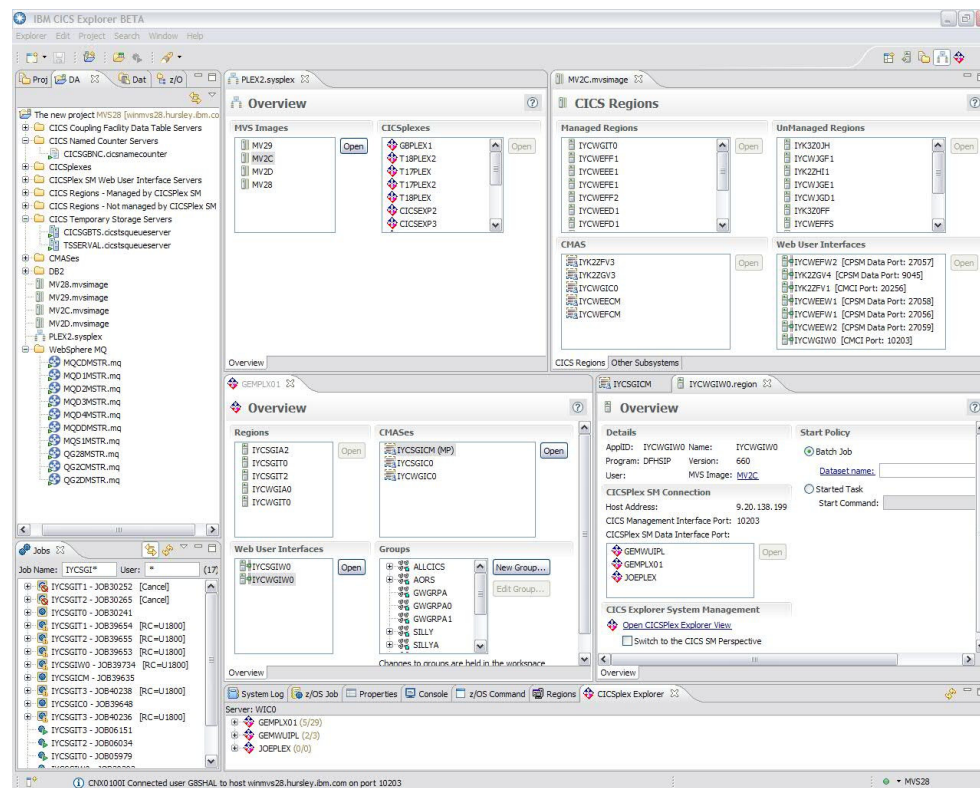 IBM CICS Explorer BETA
Explorer Edit Project Search Window Help
Proj DA Dat z/O
The new project MVS28 [winmvs28.hursley.ibm.co
CICS Coupling Facility Data Table Servers
CICS Named Counter Servers
CICSGBNC.cicsnamecounter
CICSplexes
CICSPlex SM Web User Interface Servers
CICS Regions - Managed by CICSPlex SM
CICS Regions - Not managed by CICSPlex SM
CICS Temporary Storage Servers
CICSGBTS.cicstsqueueserver
TSSERVAL.cicstsqueueserver
CMASes
DB2
MV28.mvsimage
MV29.mvsimage
MV2C.mvsimage
MV2D.mvsimage
PLEX2.sysplex
WebSphere MQ
MQCDMSTR.mq
MQD1MSTR.mq
MQD2MSTR.mq
MQD3MSTR.mq
MQD4MSTR.mq
MQDDMSTR.mq
MQS1MSTR.mq
QG28MSTR.mq
QG2CMSTR.mq
QG2DMSTR.mq
PLEX2.sysplex
Overview
MVS Images
MV29
MV2C
MV2D
MV28
Open
CICSplexes
GBPLEX1
T18PLEX2
T17PLEX
T17PLEX2
T18PLEX
CICSEXP2
CICSEXP3
Open
Overview
MV2C.mvsimage
CICS Regions
Managed Regions
IYCWGIT0
IYCWEFF1
IYCWEEE1
IYCWEFE1
IYCWEFF2
IYCWEED1
IYCWEFD1
Open
UnManaged Regions
IYK3Z0JH
IYCWJGF1
IYK2ZHI1
IYCWJGE1
IYCWJGD1
IYK3Z0FF
IYCWEFFS
Open
CMAS
IYK2ZFV3
IYK2ZGV3
IYCWGIC0
IYCWEECM
IYCWEFCM
Open
Web User Interfaces
IYCWEFW2 [CPSM Data Port: 27057]
IYK2ZGV4 [CPSM Data Port: 9045]
IYK2ZFV1 [CMCI Port: 20256]
IYCWEEW1 [CPSM Data Port: 27058]
IYCWEFW1 [CPSM Data Port: 27056]
IYCWEEW2 [CPSM Data Port: 27059]
IYCWGIW0 [CMCI Port: 10203]
Open
CICS Regions Other Subsystems
GEMPLX01
Overview
Regions
IYCSGIA2
IYCSGIT0
IYCSGIT2
IYCWGIA0
IYCWGIT0
Open
CMASes
IYCSGICM (MP)
IYCSGIC0
IYCWGIC0
Open
Web User Interfaces
IYCSGIW0
IYCWGIW0
Open
Groups
ALLCICS
AORS
GWGRPA
GWGRPA0
GWGRPA1
SILLY
SILLYA
New Group...
Edit Group...
Changes to groups are held in the workspace
Overview
IYCSGICM IYCWGIW0.region
Overview
Details
ApplID: IYCWGIW0 Name: IYCWGIW0
Program: DFHSIP Version: 660
User: MVS Image: MV2C
CICSPlex SM Connection
Host Address: 9.20.138.199
CICS Management Interface Port: 10203
CICSPlex SM Data Interface Port:
GEMWUIPL
GEMPLX01
JOEPLEX
Open
CICS Explorer System Management
Open CICSPlex Explorer View
Switch to the CICS SM Perspective
Start Policy
Batch Job
Dataset name:
Started Task
Start Command:
Overview
Jobs
Job Name: IYCSGI* User: * (17
IYCSGIT1 - JOB30252 [Cancel]
IYCSGIT2 - JOB30265 [Cancel]
IYCSGIT0 - JOB30241
IYCSGIT1 - JOB39654 [RC=U1800]
IYCSGIT2 - JOB39655 [RC=U1800]
IYCSGIT0 - JOB39653 [RC=U1800]
IYCSGIW0 - JOB39734 [RC=U1800]
IYCSGICM - JOB39635
IYCSGIT3 - JOB40238 [RC=U1800]
IYCSGIC0 - JOB39648
IYCSGIT3 - JOB40236 [RC=U1800]
IYCSGIT3 - JOB06151
IYCSGIT2 - JOB06034
IYCSGIT0 - JOB05979
System Log z/OS Job Properties Console z/OS Command Regions CICSplex Explorer
Server: WIC0
GEMPLX01 (5/29)
GEMWUIPL (2/3)
JOEPLEX (0/0)
CNX0100I Connected user G8SHAL to host winmvs28.hursley.ibm.com on port 10203
MVS28